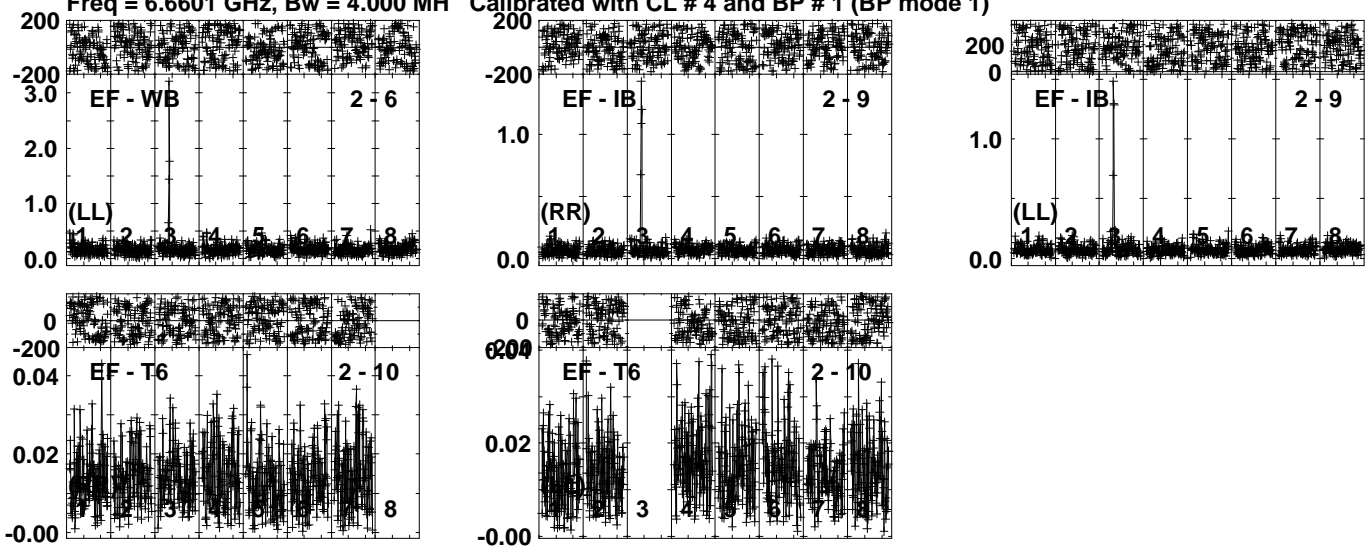 Freq = 6.6601 GHz, Bw = 4.000 MH Calibrated with CL # 4 and BP # 1 (BP mode 1)
200
-200
3.0
2.0
1.0
0.0
EF - WB 2 - 6
(LL)
1 2 3 4 5 6 7 8
200
-200
1.0
0.0
EF - IB 2 - 9
(RR)
1 2 3 4 5 6 7 8
200
0
1.0
0.0
EF - IB 2 - 9
(LL)
1 2 3 4 5 6 7 8
0
-200
0.04
0.02
-0.00
EF - T6 2 - 10
1 2 3 4 5 6 7 8
0
-200
0.04
0.02
-0.00
EF - T6 2 - 10
1 2 3 4 5 6 7 8